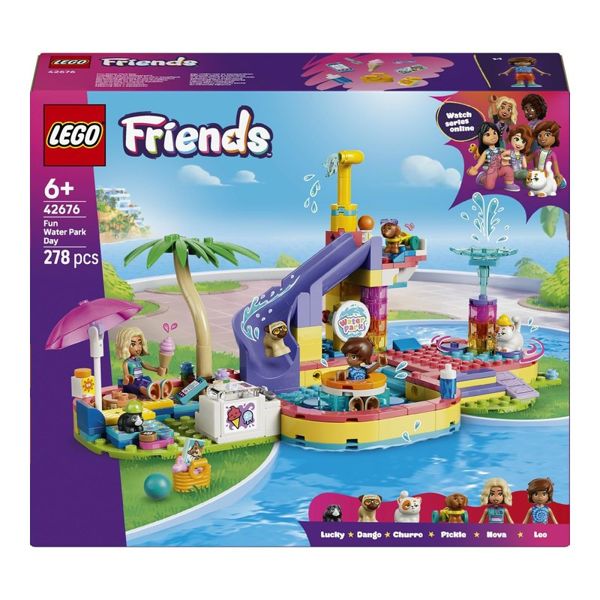 42676
Watch
series
online
LEGO
Friends
6+
42676
Fun
Water Park
Day
278 pcs
Water
Park
Lucky ★ Dango ★ Churro ★ Pickle ★ Nova ★ Leo